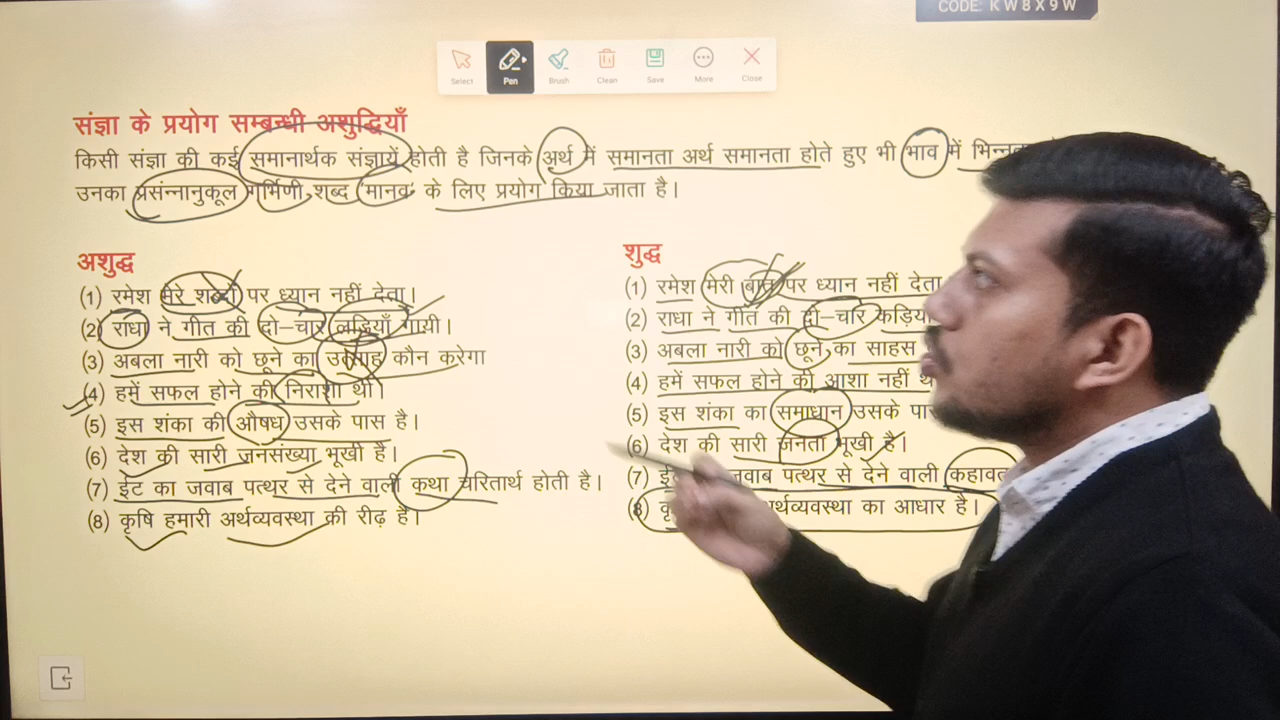 CODE: KW8X9W
Select Pen Brush Clean Save More Close
संज्ञा के प्रयोग सम्बन्धी अशुद्धियाँ
किसी संज्ञा की कई समानार्थक संज्ञायें होती है जिनके अर्थ में समानता अर्थ समानता होते हुए भी भाव में
उनका प्रसंन्नानुकूल गर्मिणी शब्द 'मानव' के लिए प्रयोग किया जाता है।
अशुद्ध
(1) रमेश मेरे शब्दों पर ध्यान नहीं देता।
(2) राधा ने गीत की दो–चार लड़ियाँ गायी।
(3) अबला नारी को छूने का उत्साह कौन करेगा
(4) हमें सफल होने की निराशा थी।
(5) इस शंका की औषध उसके पास है।
(6) देश की सारी जनसंख्या भूखी है।
(7) ईंट का जवाब पत्थर से देने वाली कथा चरितार्थ होती है।
(8) कृषि हमारी अर्थव्यवस्था की रीढ़ है।
शुद्ध
(1) रमेश मेरी बात पर ध्यान नहीं देता
(2) राधा ने गीत की दो–चार
(3) अबला नारी को छूने का साहस
(4) हमें सफल होने की आशा नहीं
(5) इस शंका का समाधान उसके
(6) देश की सारी जनता भूखी है।
(7) जवाब पत्थर से देने वाली कहावत
(8) अर्थव्यवस्था का आधार है।